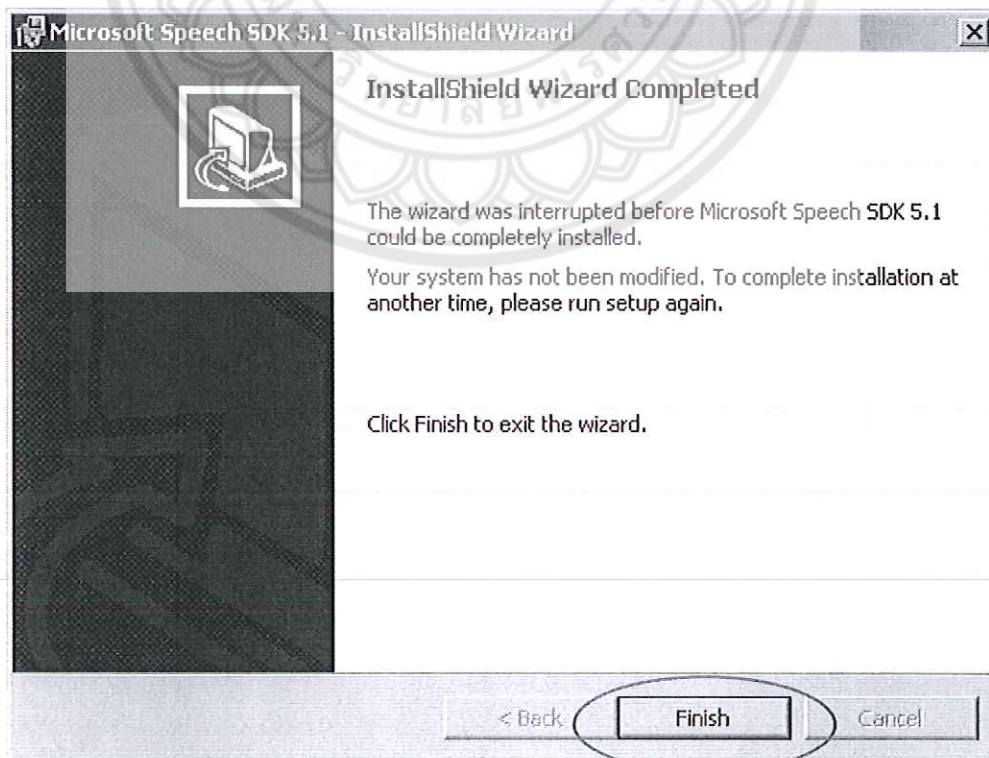 Microsoft Speech SDK 5.1 - InstallShield Wizard
InstallShield Wizard Completed
The wizard was interrupted before Microsoft Speech SDK 5.1
could be completely installed.
Your system has not been modified. To complete installation at
another time, please run setup again.
Click Finish to exit the wizard.
< Back
Finish
Cancel